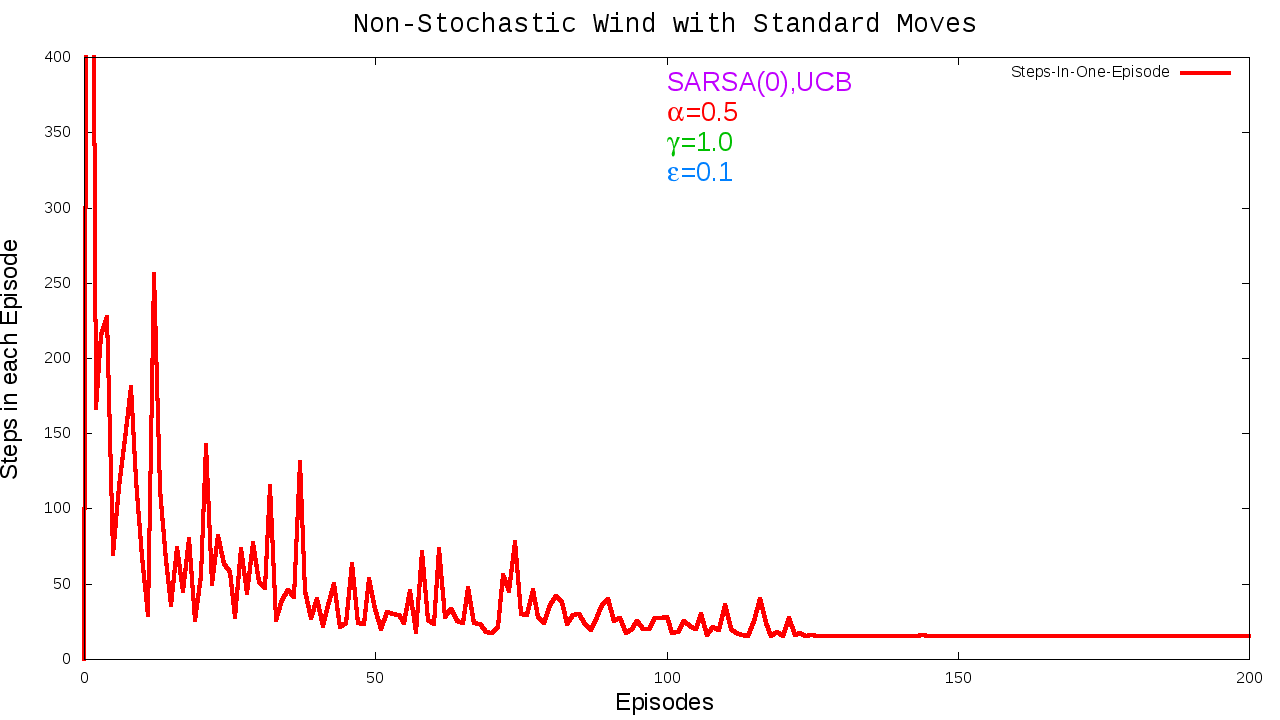 Non-Stochastic Wind with Standard Moves
Steps-In-One-Episode
SARSA(0),UCB
α=0.5
γ=1.0
ε=0.1
Steps in each Episode
400
350
300
250
200
150
100
50
0
0 50 100 150 200
Episodes